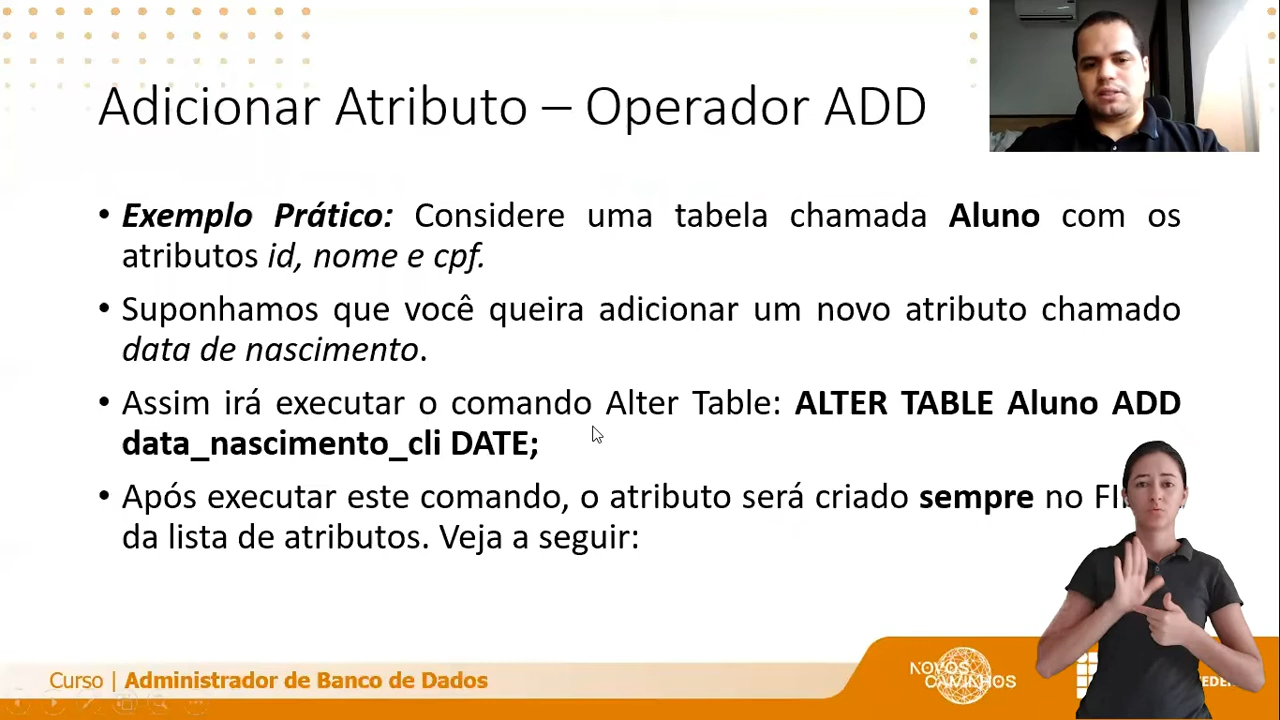 Adicionar Atributo – Operador ADD
• Exemplo Prático: Considere uma tabela chamada Aluno com os
atributos id, nome e cpf.
• Suponhamos que você queira adicionar um novo atributo chamado
data de nascimento.
• Assim irá executar o comando Alter Table: ALTER TABLE Aluno ADD
data_nascimento_cli DATE;
• Após executar este comando, o atributo será criado sempre no
da lista de atributos. Veja a seguir:
Curso | Administrador de Banco de Dados
NOVOS
CAMINHOS